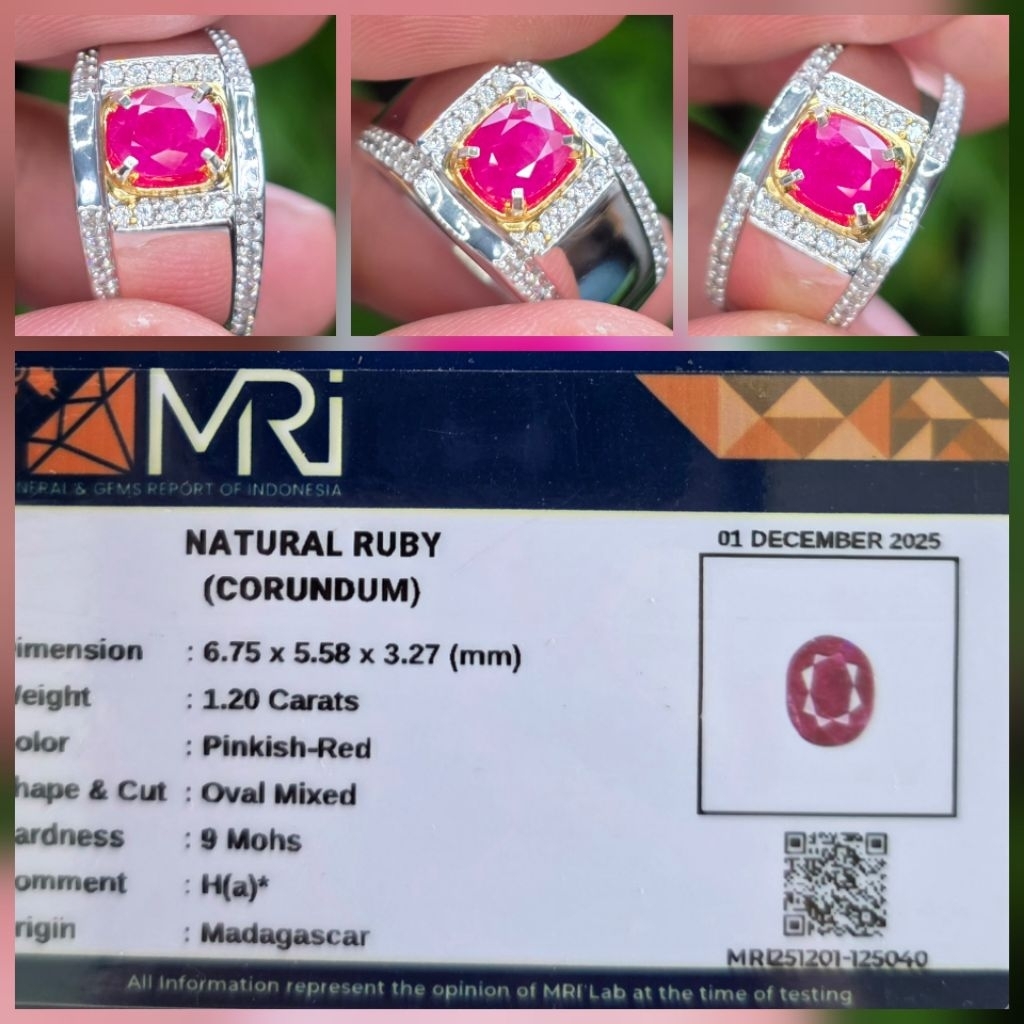 MRi
NERAL & GEMS REPORT OF INDONESIA
NATURAL RUBY
(CORUNDUM)
01 DECEMBER 2025
imension : 6.75 x 5.58 x 3.27 (mm)
eight : 1.20 Carats
olor : Pinkish-Red
hape & Cut : Oval Mixed
ardness : 9 Mohs
omment : H(a)*
rigin : Madagascar
MRI251201-125040
All Information represent the opinion of MRI Lab at the time of testing